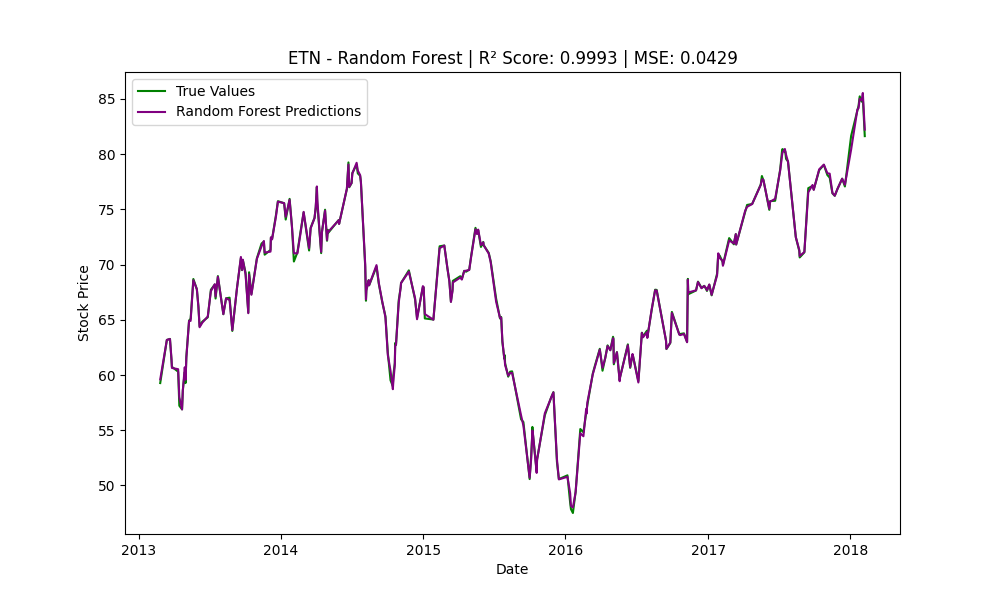 ETN - Random Forest | R² Score: 0.9993 | MSE: 0.0429
True Values
Random Forest Predictions
85
80
75
70
65
60
55
50
Stock Price
2013 2014 2015 2016 2017 2018
Date